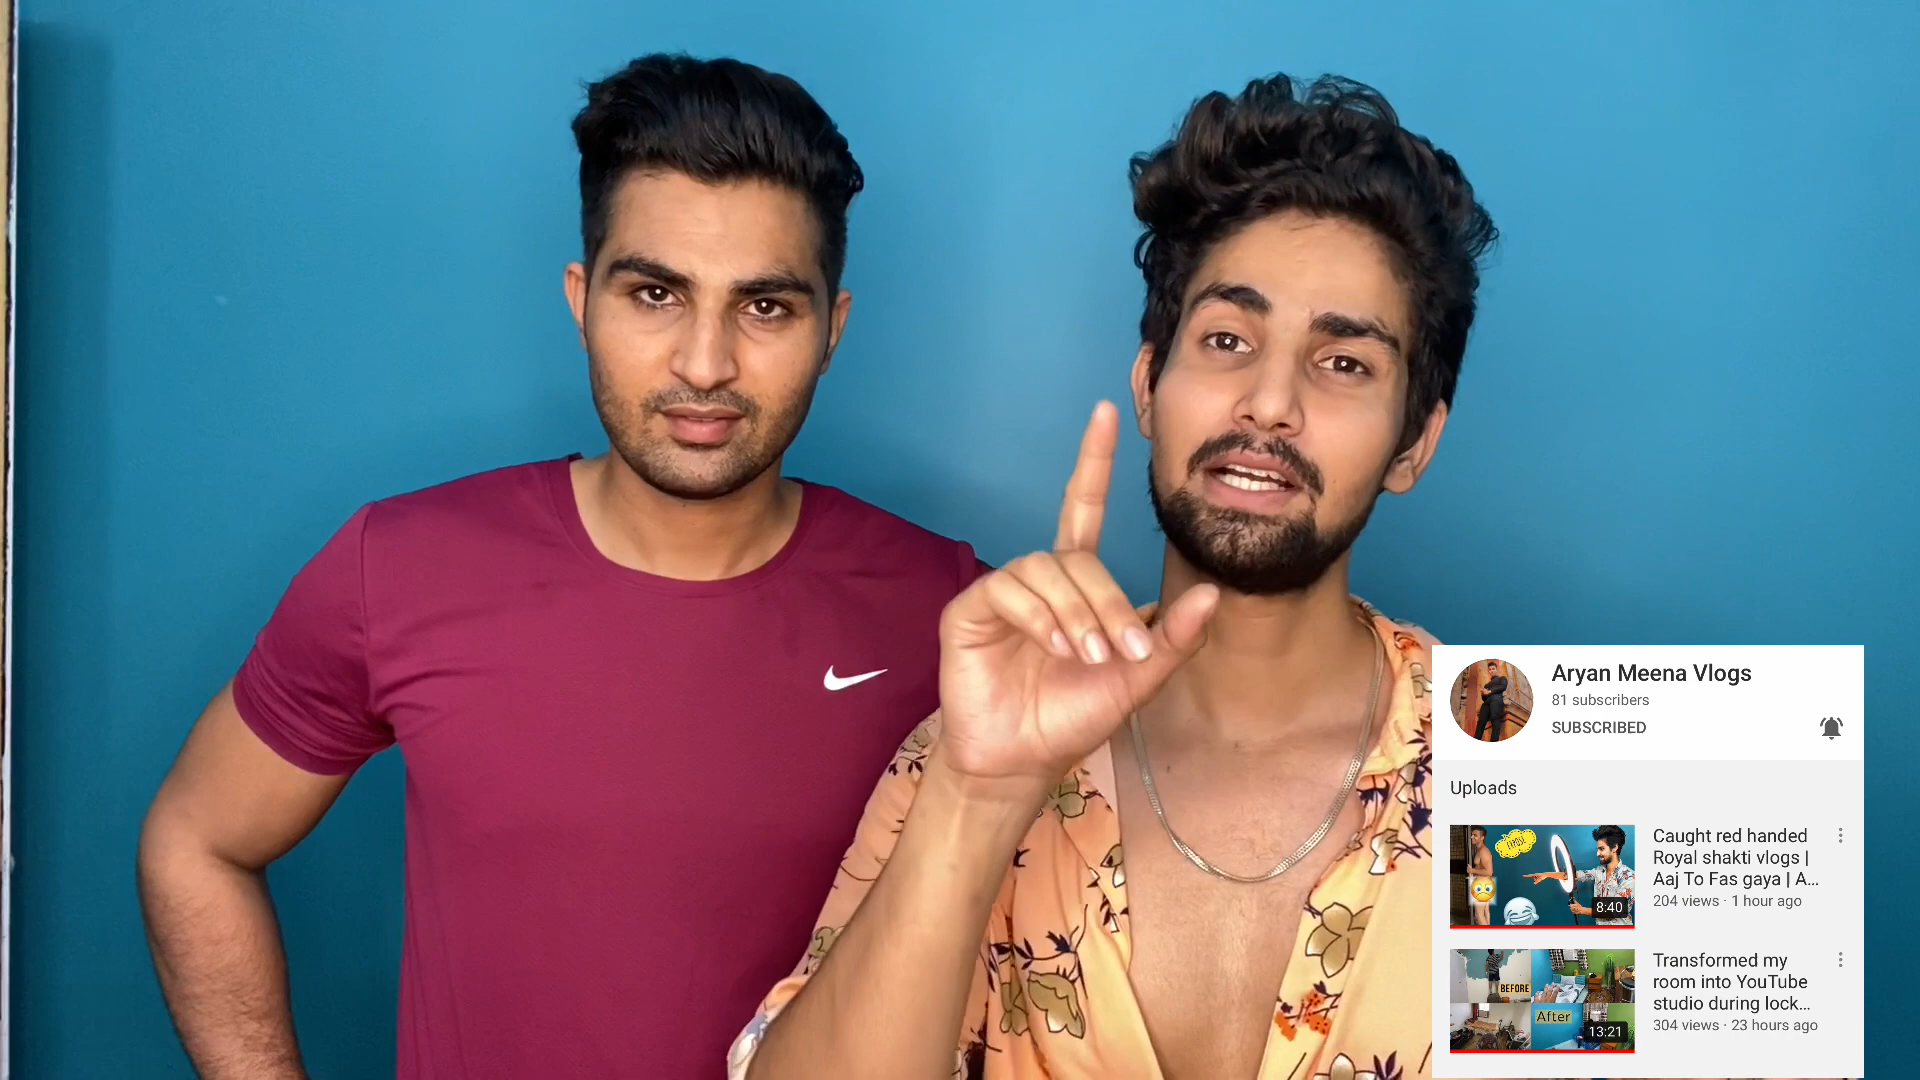 Aryan Meena Vlogs
81 subscribers
SUBSCRIBED
Uploads
Caught red handed
Royal shakti vlogs |
Aaj To Fas gaya | A...
204 views · 1 hour ago
8:40
Transformed my
room into YouTube
studio during lock...
304 views · 23 hours ago
BEFORE
After
13:21